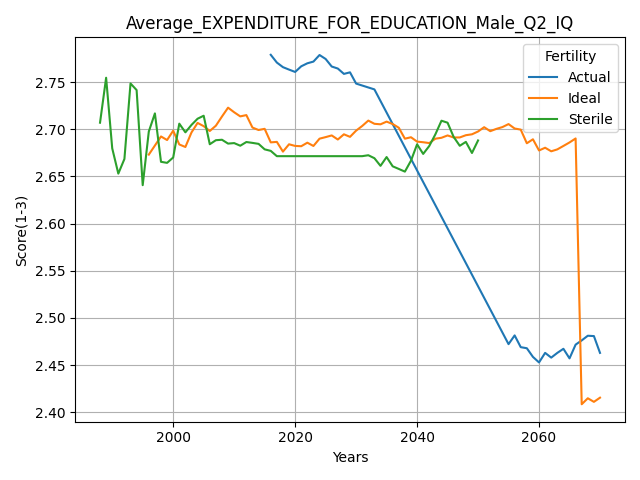 Average_EXPENDITURE_FOR_EDUCATION_Male_Q2_IQ
Fertility
Actual
Ideal
Sterile
Score(1-3)
2.75
2.70
2.65
2.60
2.55
2.50
2.45
2.40
2000
2020
2040
2060
Years